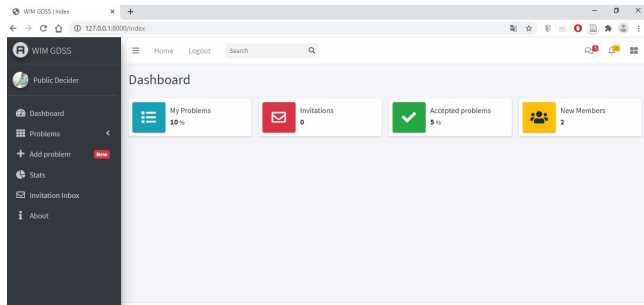 WIM GDSS | Index
127.0.0.1:8000/index
WIM GDSS
Home Logout Search
Public Decider
Dashboard
Dashboard
Problems
Add problem New
Stats
Invitation Inbox
About
My Problems
10 %
Invitations
0
Accepted problems
5 %
New Members
2